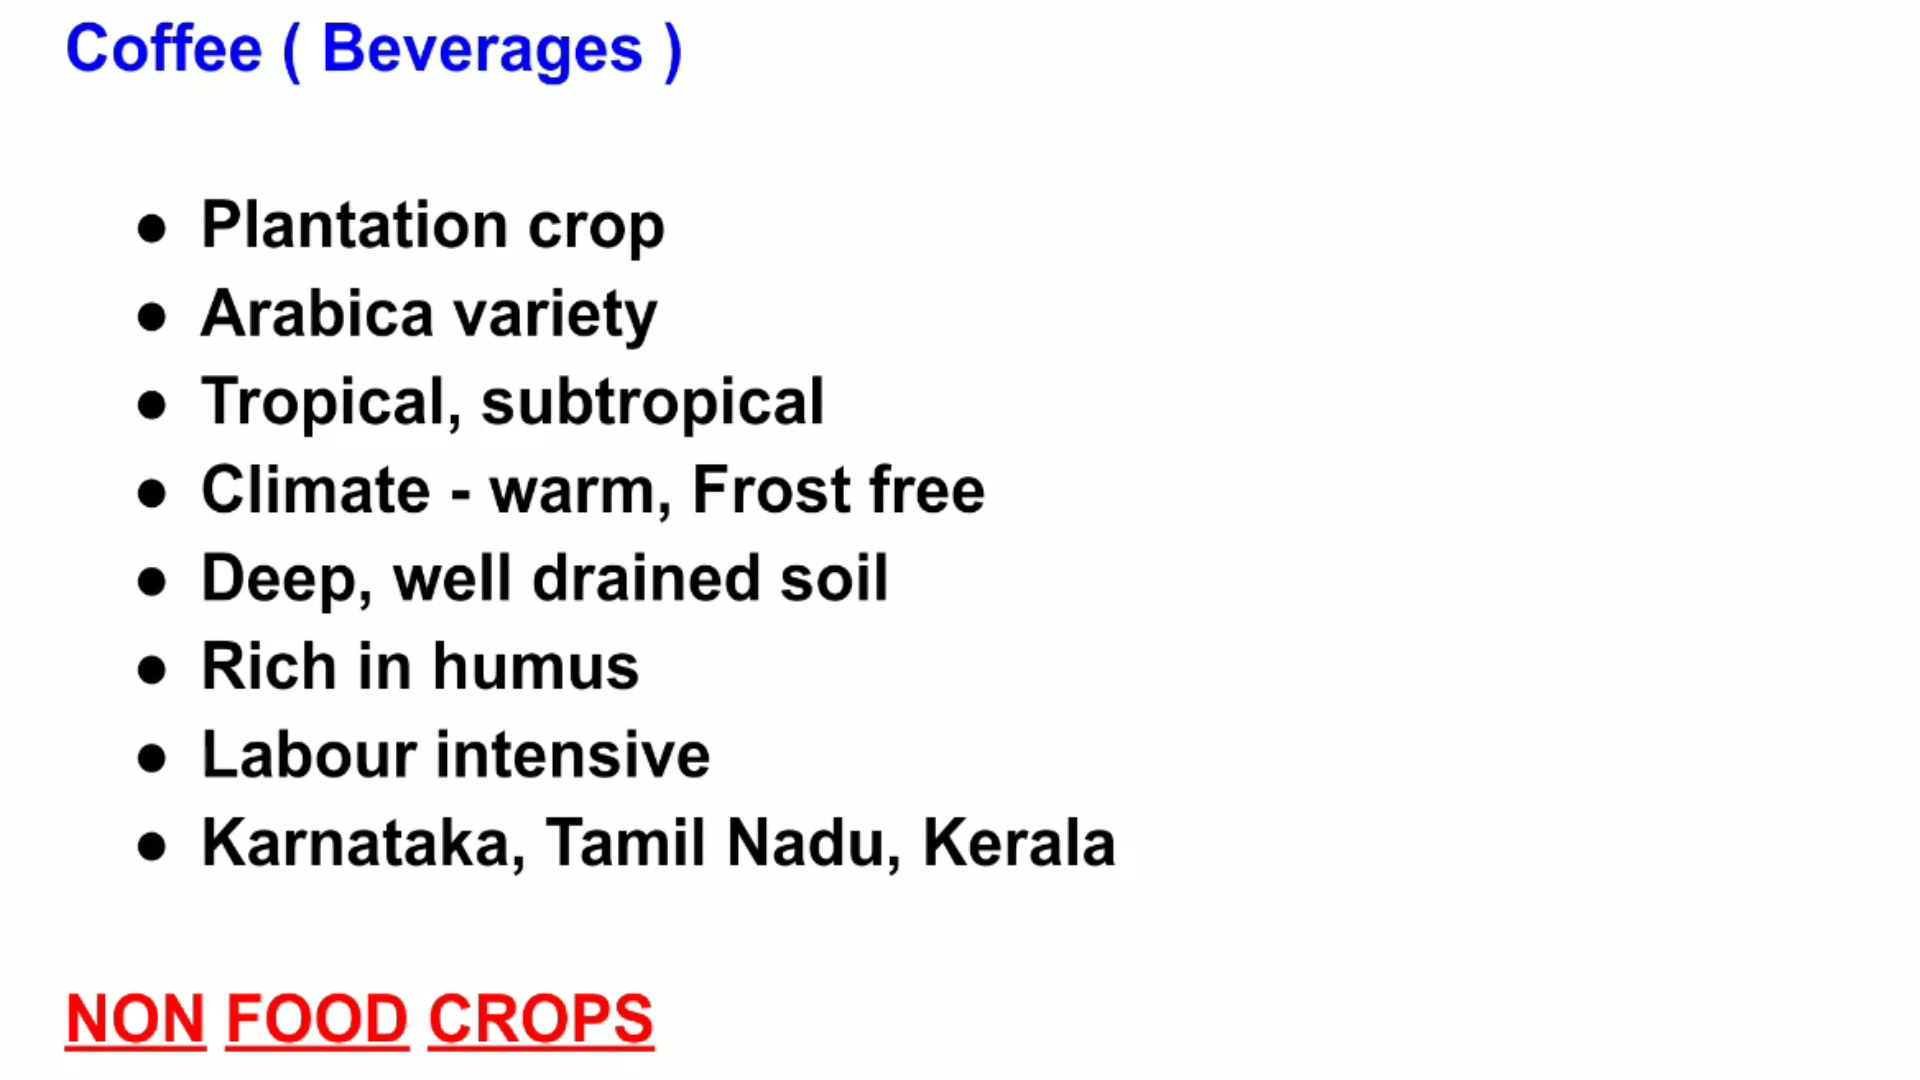 Coffee ( Beverages )
● Plantation crop
● Arabica variety
● Tropical, subtropical
● Climate - warm, Frost free
● Deep, well drained soil
● Rich in humus
● Labour intensive
● Karnataka, Tamil Nadu, Kerala
NON FOOD CROPS